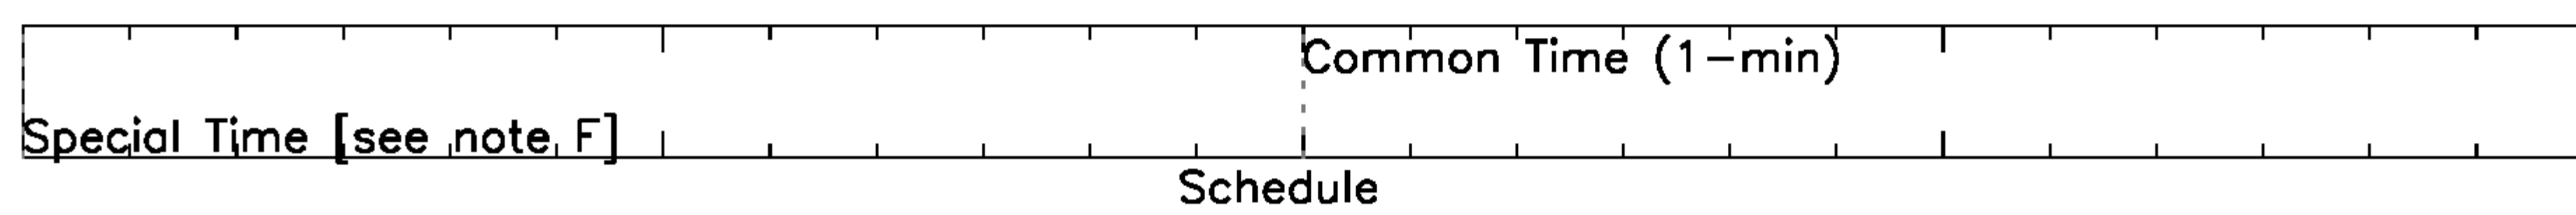 Common Time (1-min)
Special Time [see note F]
Schedule